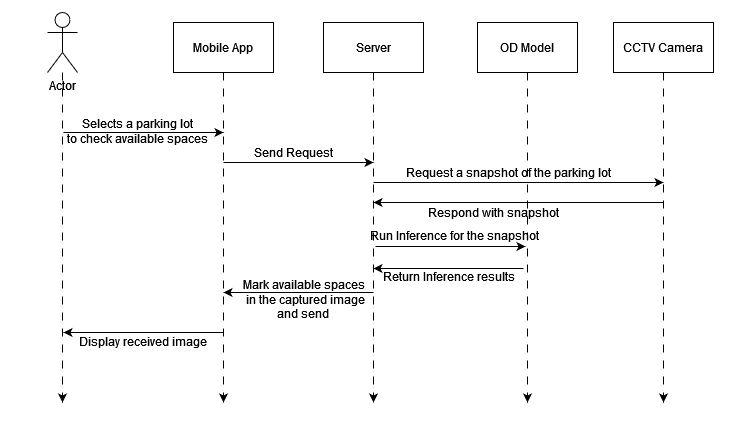 Actor
Mobile App
Server
OD Model
CCTV Camera
Selects a parking lot
to check available spaces
Send Request
Request a snapshot of the parking lot
Respond with snapshot
Run Inference for the snapshot
Return Inference results
Mark available spaces
in the captured image
and send
Display received image